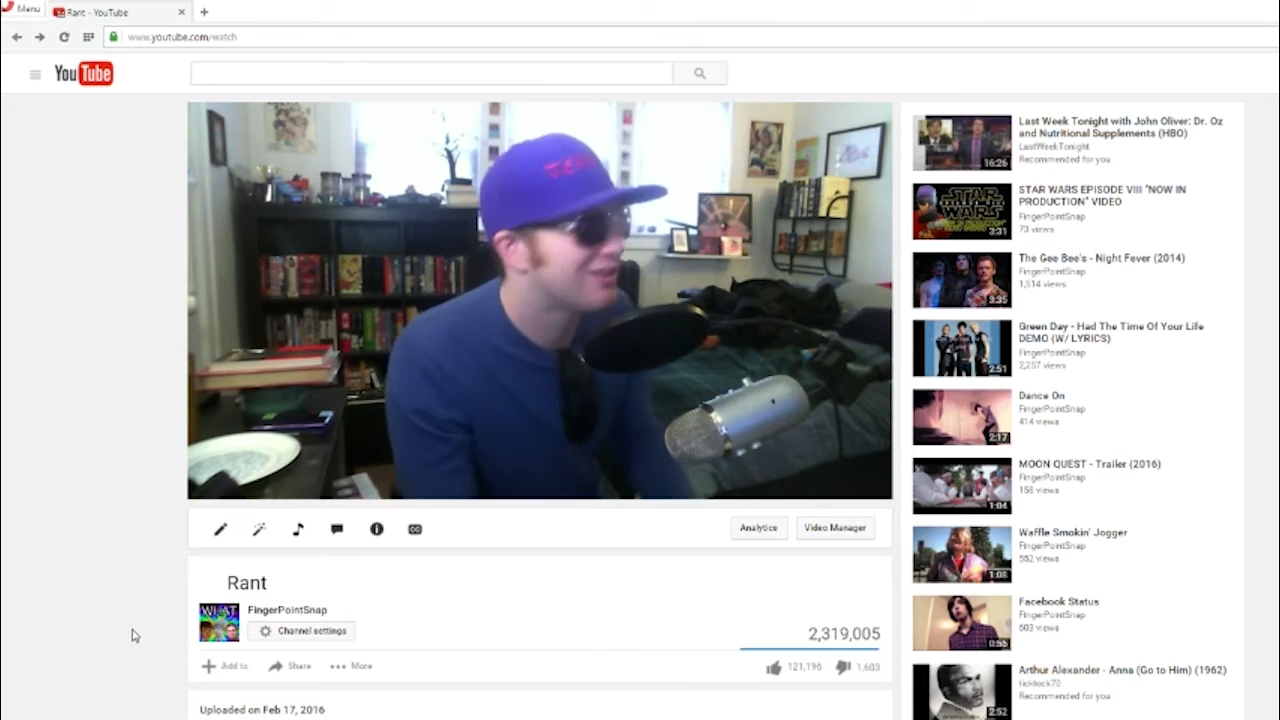 Menu
Rant - YouTube
www.youtube.com/watch
YouTube
Last Week Tonight with John Oliver: Dr. Oz
and Nutritional Supplements (HBO)
LastWeekTonight
Recommended for you
16:26
STAR WARS EPISODE VIII "NOW IN
PRODUCTION" VIDEO
FingerPointSnap
73 views
STAR
WARS
3:31
The Gee Bee's - Night Fever (2014)
FingerPointSnap
1,514 views
3:35
Green Day - Had The Time Of Your Life
DEMO (W/ LYRICS)
FingerPointSnap
2,257 views
2:51
Dance On
FingerPointSnap
414 views
2:17
MOON QUEST - Trailer (2016)
FingerPointSnap
158 views
1:04
Waffle Smokin' Jogger
FingerPointSnap
552 views
1:08
Facebook Status
FingerPointSnap
603 views
0:55
Arthur Alexander - Anna (Go to Him) (1962)
Recommended for you
2:52
Analytics
Video Manager
Rant
WHAT
FingerPointSnap
Channel settings
2,319,005
Add to
Share
More
121,196
1,603
Uploaded on Feb 17, 2016